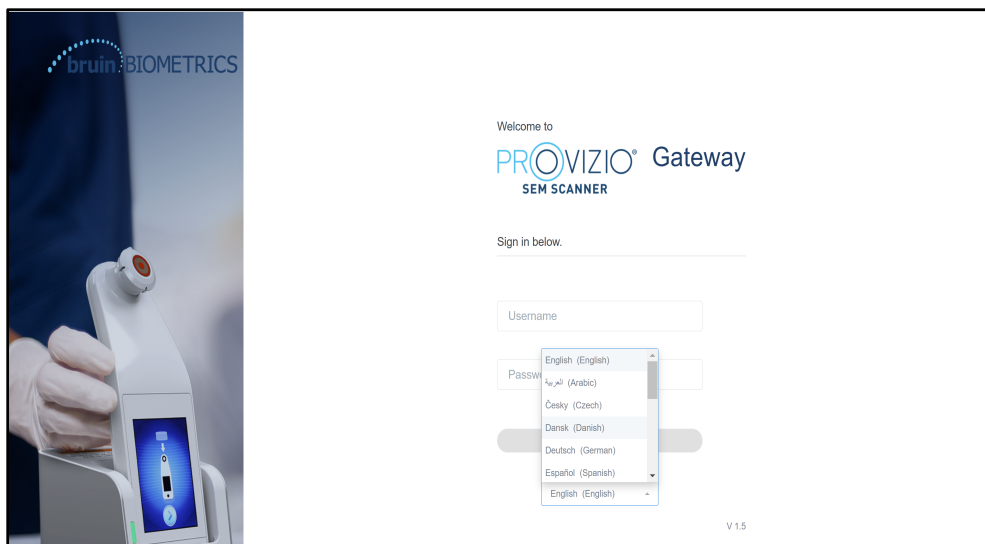 bruin BIOMETRICS
Welcome to
PROVIZIO® Gateway
SEM SCANNER
Sign in below.
Username
Passw
English (English)
العربية (Arabic)
Česky (Czech)
Dansk (Danish)
Deutsch (German)
Español (Spanish)
English (English)
V 1.5